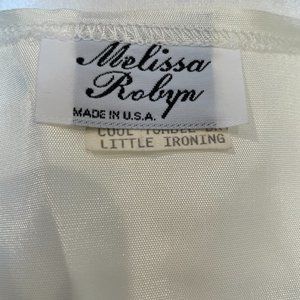 Melissa
Robyn
MADE IN U.S.A.
COOL TUMBLE
LITTLE IRONING